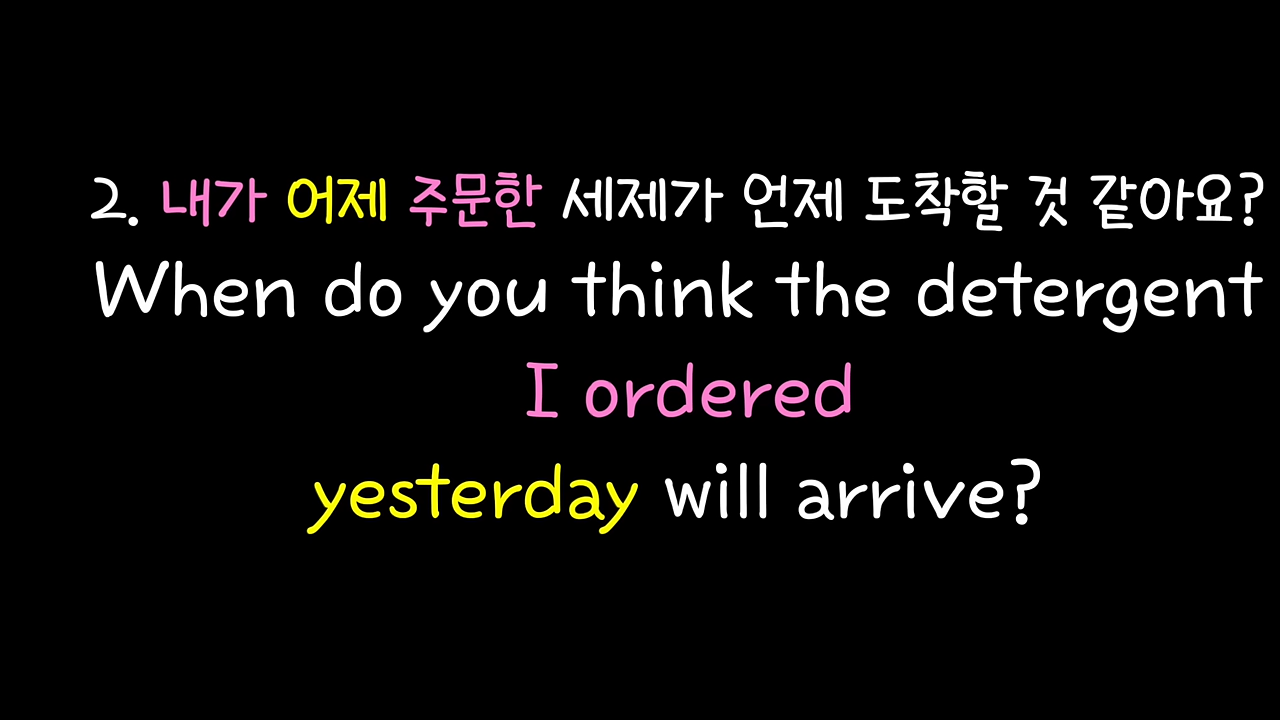 2. 내가 어제 주문한 세제가 언제 도착할 것 같아요?
When do you think the detergent
I ordered
yesterday will arrive?